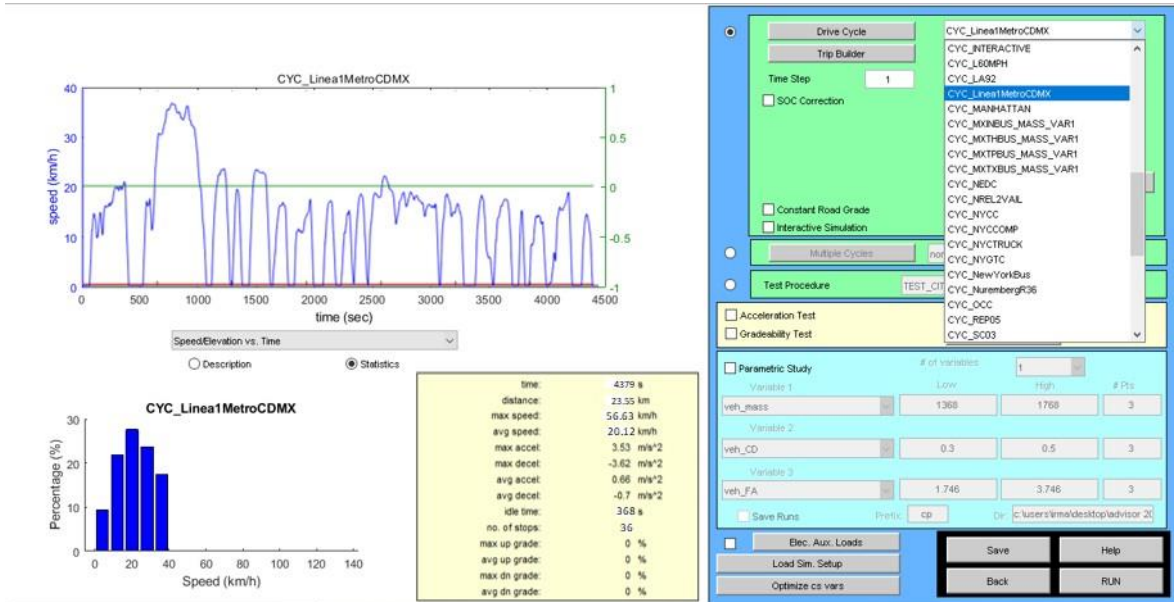 CYC_Linea1MetroCDMX
40
30
20
10
0
1
0.5
0
-0.5
-1
speed (km/h)
0 500 1000 1500 2000 2500 3000 3500 4000 4500
time (sec)
Speed/Elevation vs. Time
Description Statistics
CYC_Linea1MetroCDMX
30
20
10
0
Percentage (%)
0 20 40 60 80 100 120 140
Speed (km/h)
time: 4379 s
distance: 23.55 km
max speed: 56.63 km/h
avg speed: 20.12 km/h
max accel: 3.53 m/s^2
max decel: -3.62 m/s^2
avg accel: 0.66 m/s^2
avg decel: -0.7 m/s^2
idle time: 368 s
no. of stops: 36
max up grade: 0 %
avg up grade: 0 %
max dn grade: 0 %
avg dn grade: 0 %
Drive Cycle CYC_Linea1MetroCDMX
Trip Builder
Time Step 1
SOC Correction
Constant Road Grade
Interactive Simulation
CYC_INTERACTIVE
CYC_L60MPH
CYC_LA92
CYC_Linea1MetroCDMX
CYC_MANHATTAN
CYC_MXINBUS_MASS_VAR1
CYC_MXTHBUS_MASS_VAR1
CYC_MXTPBUS_MASS_VAR1
CYC_MXTXBUS_MASS_VAR1
CYC_NEDC
CYC_NREL2VAIL
CYC_NYCC
CYC_NYCCOMP
CYC_NYCTRUCK
CYC_NYGTC
CYC_NewYorkBus
CYC_NurembergR36
CYC_OCC
CYC_REP05
CYC_SC03
Multiple Cycles non
Test Procedure TEST_CIT
Acceleration Test
Gradeability Test
Parametric Study # of variables 1
Variable 1 Low High # Pts
veh_mass 1368 1768 3
Variable 2
veh_CD 0.3 0.5 3
Variable 3
veh_FA 1.746 3.746 3
Save Runs Prefix: cp Dir: c:\users\irma\desktop\advisor 20
Elec. Aux. Loads
Load Sim. Setup
Optimize cs vars
Save Help
Back RUN